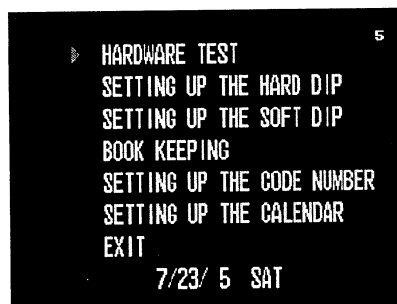 5
HARDWARE TEST
SETTING UP THE HARD DIP
SETTING UP THE SOFT DIP
BOOK KEEPING
SETTING UP THE CODE NUMBER
SETTING UP THE CALENDAR
EXIT
7/23/ 5 SAT